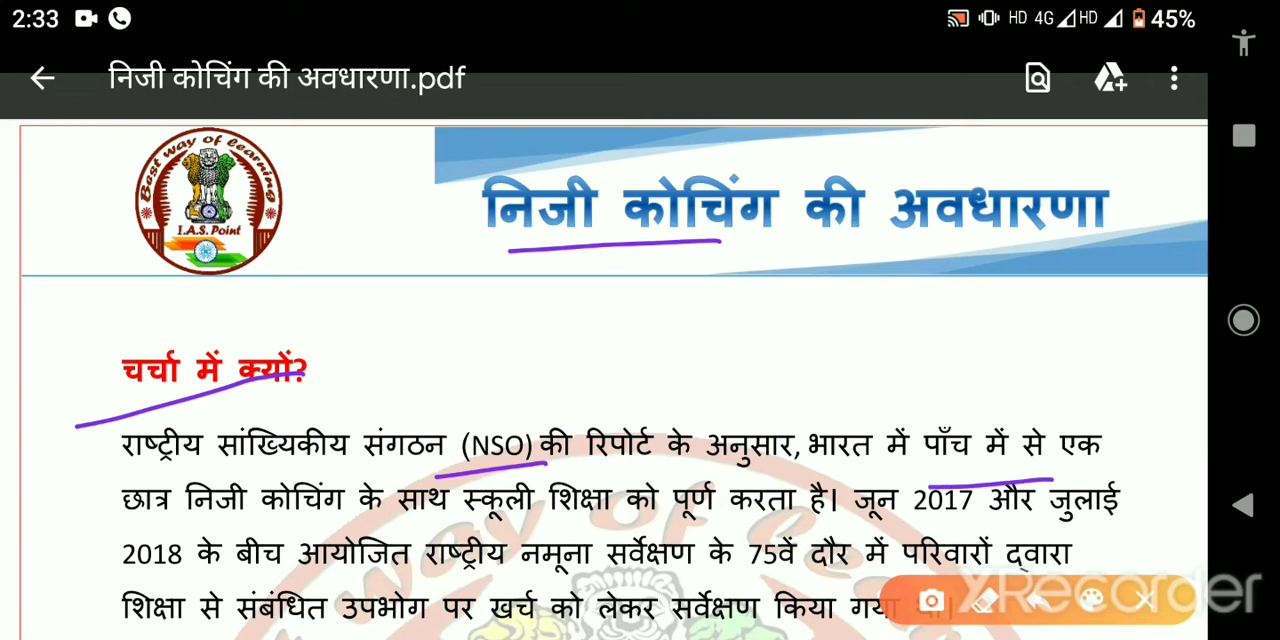 2:33 HD 4G HD 45%
निजी कोचिंग की अवधारणा.pdf
Best way of Learning
I.A.S. Point
निजी कोचिंग की अवधारणा
चर्चा में क्यों?
राष्ट्रीय सांख्यिकीय संगठन (NSO) की रिपोर्ट के अनुसार, भारत में पाँच में से एक
छात्र निजी कोचिंग के साथ स्कूली शिक्षा को पूर्ण करता है। जून 2017 और जुलाई
2018 के बीच आयोजित राष्ट्रीय नमूना सर्वेक्षण के 75वें दौर में परिवारों द्वारा
शिक्षा से संबंधित उपभोग पर खर्च को लेकर सर्वेक्षण किया गया था।
XRecorder